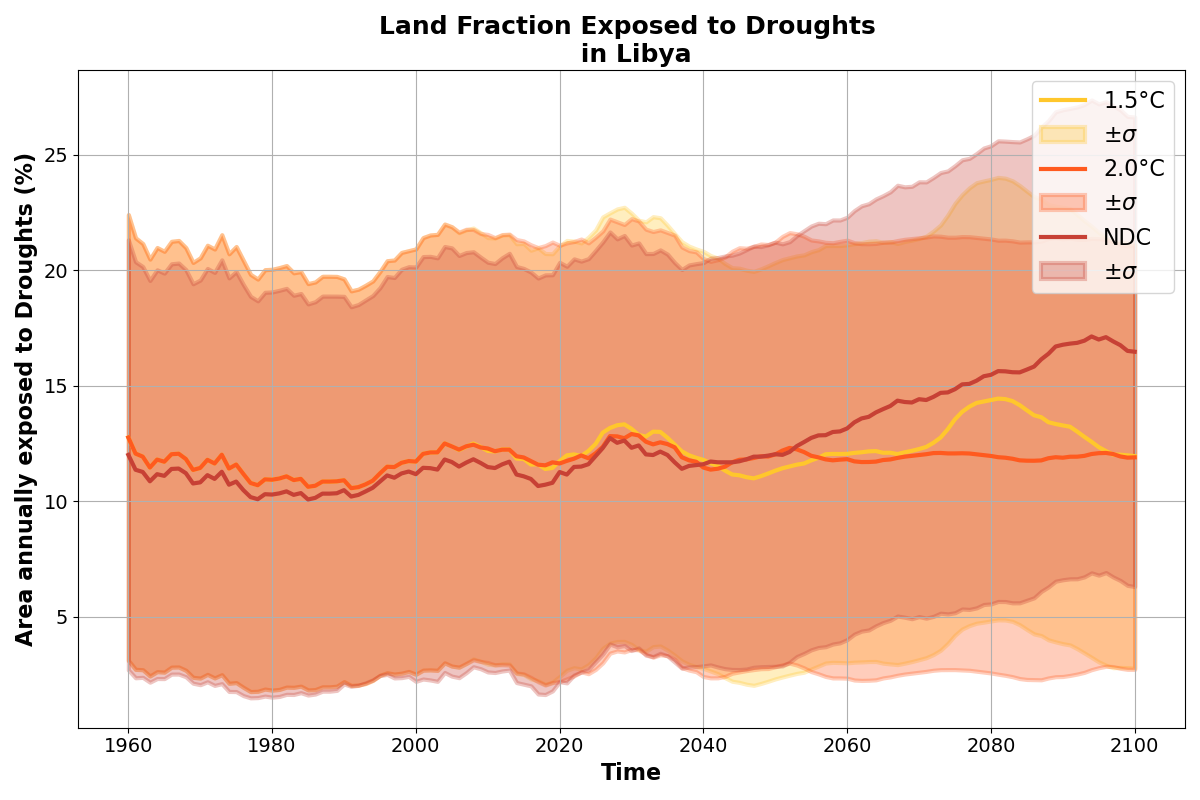 Land Fraction Exposed to Droughts
in Libya
Area annually exposed to Droughts (%)
25
20
15
10
5
1.5°C
±σ
2.0°C
±σ
NDC
±σ
1960
1980
2000
2020
2040
2060
2080
2100
Time